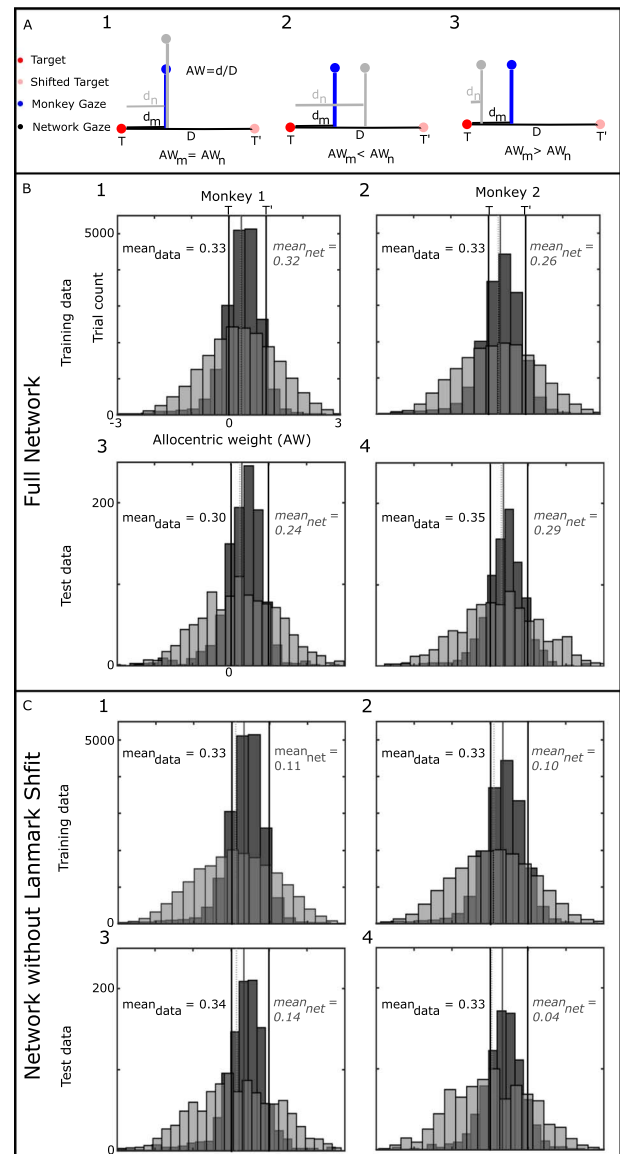 A
1
2
3
Target
Shifted Target
Monkey Gaze
Network Gaze
AW=d/D
dn
dm
D
T
T'
AWm= AWn
dn
dm
D
T
T'
AWm< AWn
dn
dm
D
T
T'
AWm> AWn
B
Full Network
1
Monkey 1
T
T'
5000
meandata = 0.33
meannet =
0.32
Training data
Trial count
0
-3
0
3
Allocentric weight (AW)
2
Monkey 2
T
T'
meandata = 0.33
meannet =
0.26
3
200
meandata = 0.30
meannet =
0.24
Test data
0
0
4
meandata = 0.35
meannet =
0.29
C
Network without Lanmark Shfit
1
5000
meandata = 0.33
meannet =
0.11
Training data
0
2
meandata = 0.33
meannet =
0.10
3
200
meandata = 0.34
meannet =
0.14
Test data
0
4
meandata = 0.33
meannet =
0.04